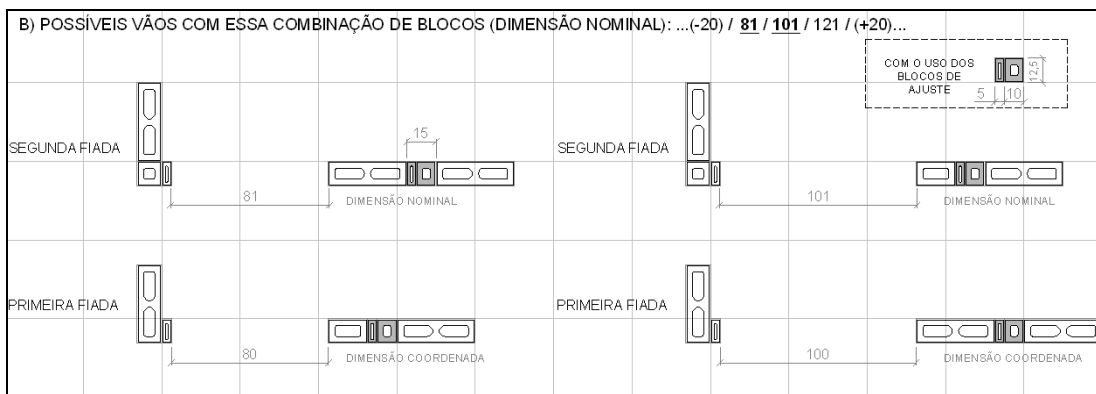 B) POSSÍVEIS VÃOS COM ESSA COMBINAÇÃO DE BLOCOS (DIMENSÃO NOMINAL): ...(-20) / 81 / 101 / 121 / (+20)...
COM O USO DOS
BLOCOS DE
AJUSTE
12,5
5
10
15
SEGUNDA FIADA
SEGUNDA FIADA
81
DIMENSÃO NOMINAL
101
DIMENSÃO NOMINAL
PRIMEIRA FIADA
PRIMEIRA FIADA
80
DIMENSÃO COORDENADA
100
DIMENSÃO COORDENADA